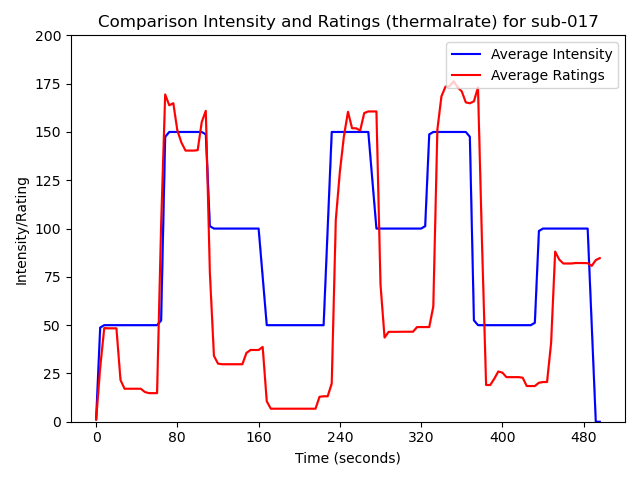 Comparison Intensity and Ratings (thermalrate) for sub-017
Average Intensity
Average Ratings
Intensity/Rating
200
175
150
125
100
75
50
25
0
0 80 160 240 320 400 480
Time (seconds)